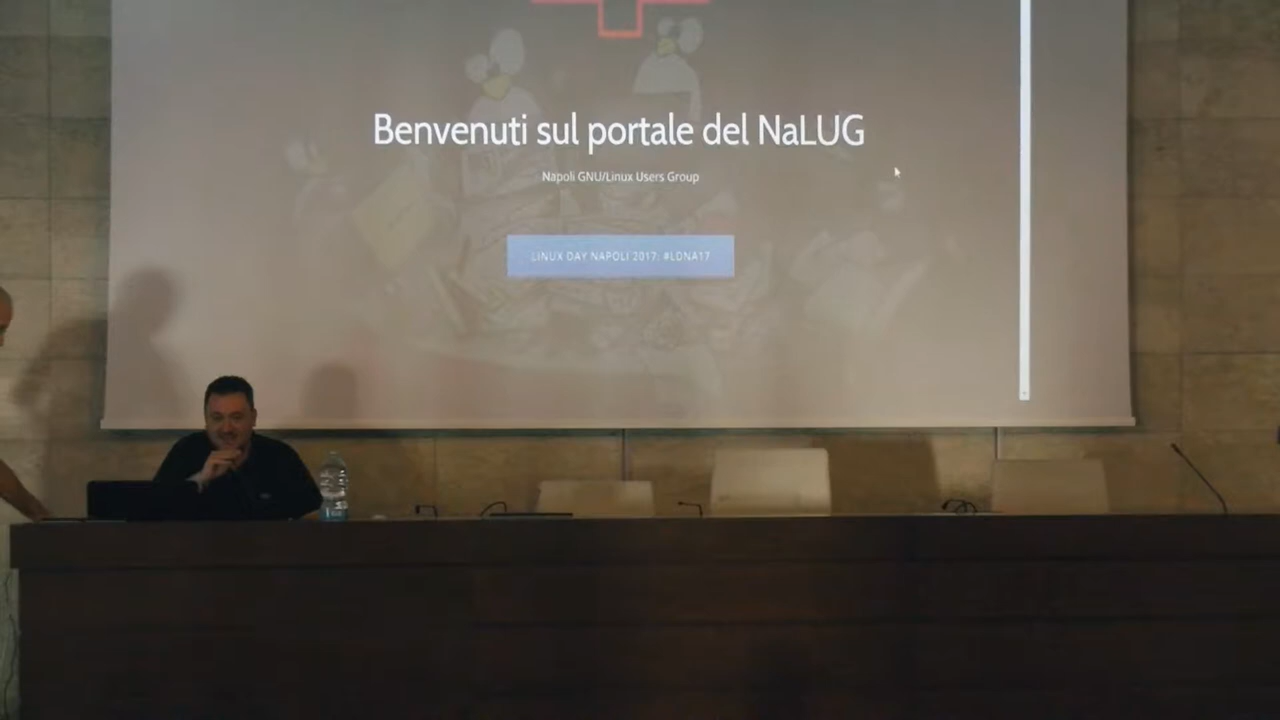 Benvenuti sul portale del NaLUG
Napoli GNU/Linux Users Group
LINUX DAY NAPOLI 2017: #LDNA17